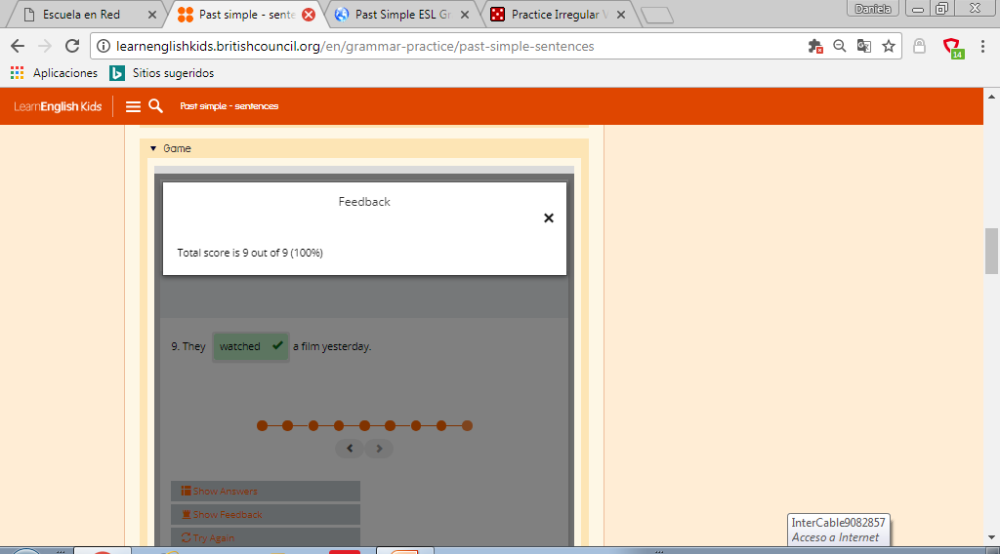 Escuela en Red
Past simple - sente
Past Simple ESL Gr
Practice Irregular V
Daniela
learnenglishkids.britishcouncil.org/en/grammar-practice/past-simple-sentences
14
Aplicaciones
Sitios sugeridos
LearnEnglish Kids
Past simple - sentences
Game
Feedback
Total score is 9 out of 9 (100%)
9. They watched a film yesterday.
Show Answers
Show Feedback
Try Again
InterCable9082857
Acceso a Internet